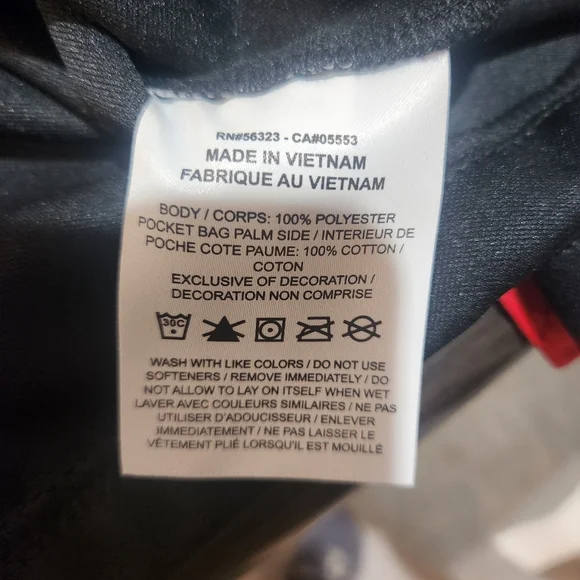 RN#56323 - CA#05553
MADE IN VIETNAM
FABRIQUE AU VIETNAM
BODY / CORPS: 100% POLYESTER
POCKET BAG PALM SIDE / INTERIEUR DE
POCHE COTE PAUME: 100% COTTON /
COTON
EXCLUSIVE OF DECORATION /
DECORATION NON COMPRISE
30C
WASH WITH LIKE COLORS / DO NOT USE
SOFTENERS / REMOVE IMMEDIATELY / DO
NOT ALLOW TO LAY ON ITSELF WHEN WET
LAVER AVEC COULEURS SIMILAIRES / NE PAS
UTILISER D'ADOUCISSEUR / ENLEVER
IMMÉDIATEMENT / NE PAS LAISSER LE
VÊTEMENT PLIÉ LORSQU'IL EST MOUILLÉ